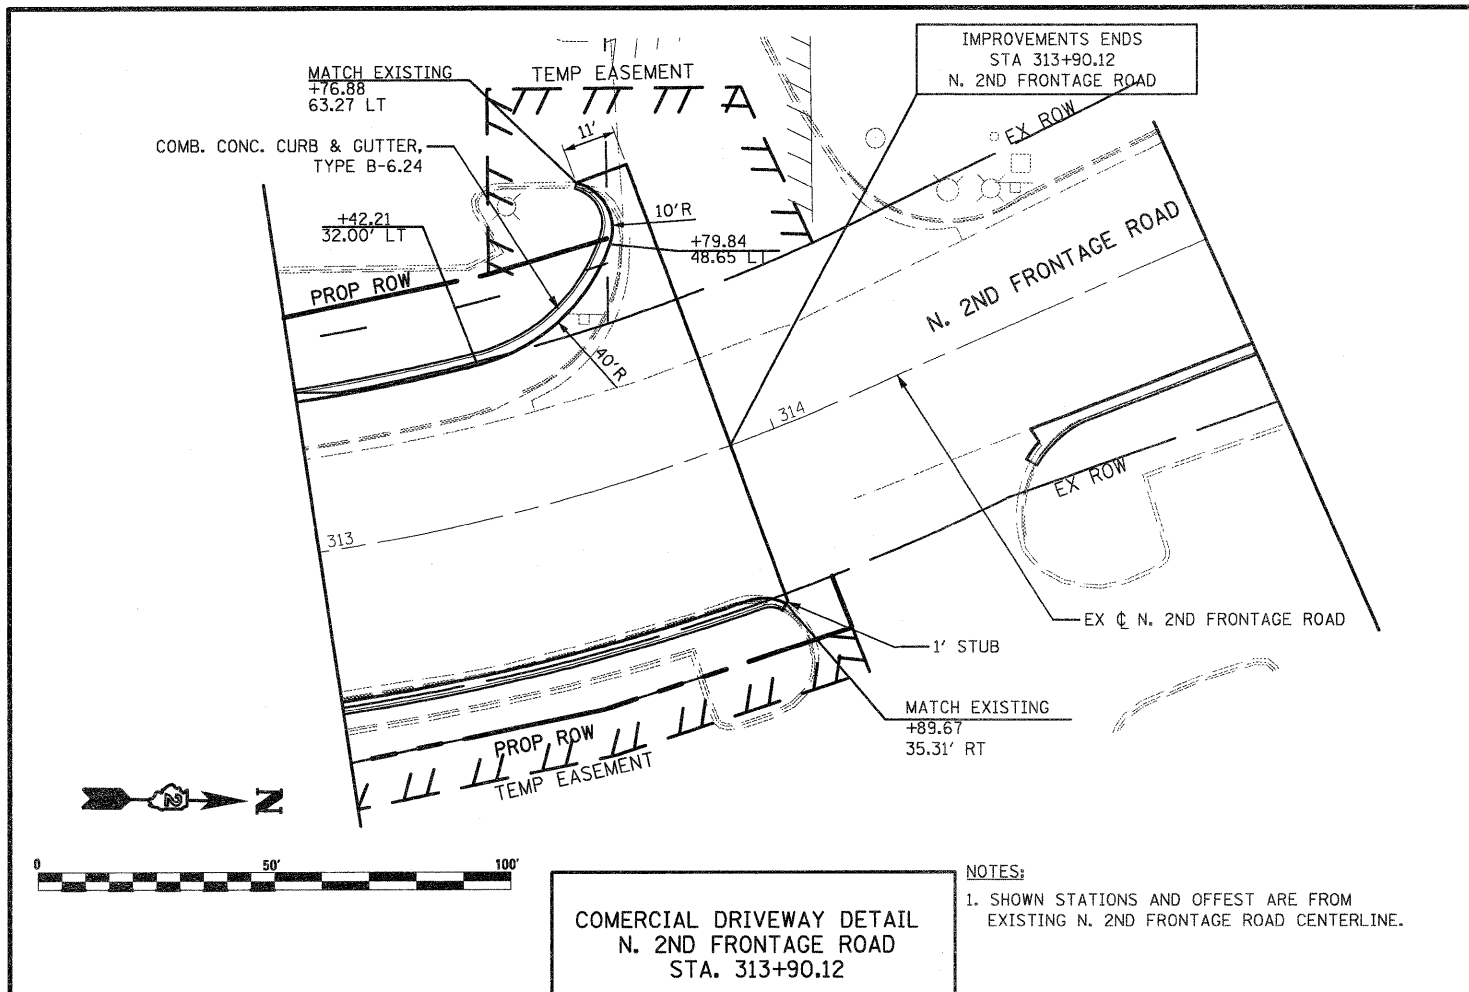 IMPROVEMENTS ENDS
STA 313+90.12
N. 2ND FRONTAGE ROAD
MATCH EXISTING
+76.88
63.27 LT
TEMP EASEMENT
EX ROW
11'
COMB. CONC. CURB & GUTTER,
TYPE B-6.24
10'R
+42.21
32.00' LT
+79.84
48.65 LT
PROP ROW
N. 2ND FRONTAGE ROAD
40'R
314
EX ROW
313
EX ℄ N. 2ND FRONTAGE ROAD
1' STUB
MATCH EXISTING
+89.67
35.31' RT
PROP ROW
TEMP EASEMENT
2
N
0 50' 100'
NOTES:
1. SHOWN STATIONS AND OFFEST ARE FROM
EXISTING N. 2ND FRONTAGE ROAD CENTERLINE.
COMERCIAL DRIVEWAY DETAIL
N. 2ND FRONTAGE ROAD
STA. 313+90.12